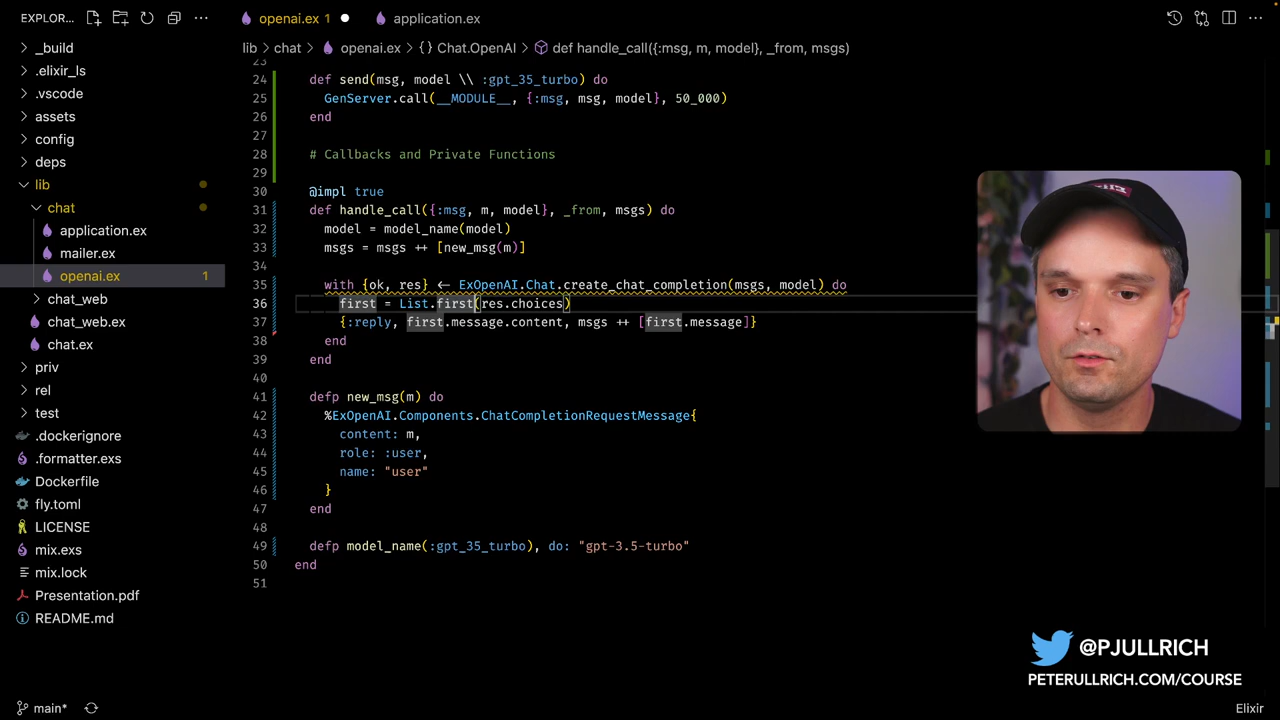 EXPLOR...
openai.ex 1
application.ex
lib > chat > openai.ex > {} Chat.OpenAI > def handle_call({:msg, m, model}, _from, msgs)
_build
.elixir_ls
.vscode
assets
config
deps
lib
chat
application.ex
mailer.ex
openai.ex 1
chat_web
chat_web.ex
chat.ex
priv
rel
test
.dockerignore
.formatter.exs
Dockerfile
fly.toml
LICENSE
mix.exs
mix.lock
Presentation.pdf
README.md
23
24 def send(msg, model \\ :gpt_35_turbo) do
25 GenServer.call(__MODULE__, {:msg, msg, model}, 50_000)
26 end
27
28 # Callbacks and Private Functions
29
30 @impl true
31 def handle_call({:msg, m, model}, _from, msgs) do
32 model = model_name(model)
33 msgs = msgs ++ [new_msg(m)]
34
35 with {ok, res} <- ExOpenAI.Chat.create_chat_completion(msgs, model) do
36 first = List.first(res.choices)
37 {:reply, first.message.content, msgs ++ [first.message]}
38 end
39 end
40
41 defp new_msg(m) do
42 %ExOpenAI.Components.ChatCompletionRequestMessage{
43 content: m,
44 role: :user,
45 name: "user"
46 }
47 end
48
49 defp model_name(:gpt_35_turbo), do: "gpt-3.5-turbo"
50 end
51
@PJULLRICH
PETERULLRICH.COM/COURSE
main*
Elixir